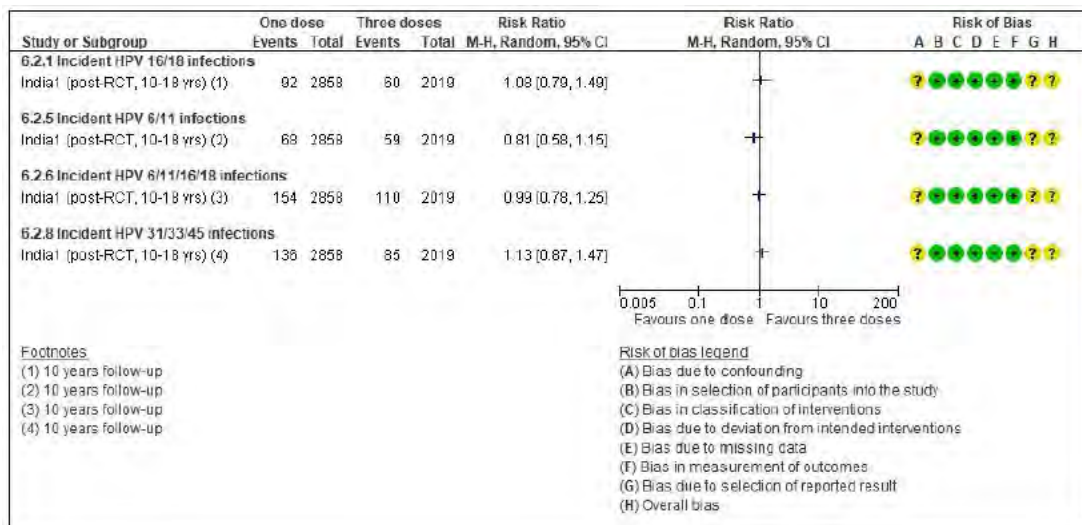 One dose Three doses Risk Ratio Risk Ratio Risk of Bias
Study or Subgroup Events Total Events Total M-H, Random, 95% CI M-H, Random, 95% CI A B C D E F G H
6.2.1 Incident HPV 16/18 infections
India1 (post-RCT, 10-18 yrs) (1) 92 2858 60 2019 1.08 [0.79, 1.49] ? + + + + + ? ?
6.2.5 Incident HPV 6/11 infections
India1 (post-RCT, 10-18 yrs) (2) 68 2858 59 2019 0.81 [0.58, 1.15] ? + + + + + ? ?
6.2.6 Incident HPV 6/11/16/18 infections
India1 (post-RCT, 10-18 yrs) (3) 154 2858 110 2019 0.99 [0.78, 1.25] ? + + + + + ? ?
6.2.8 Incident HPV 31/33/45 infections
India1 (post-RCT, 10-18 yrs) (4) 136 2858 85 2019 1.13 [0.87, 1.47] ? + + + + + ? ?
0.005 0.1 1 10 200
Favours one dose Favours three doses
Footnotes
(1) 10 years follow-up
(2) 10 years follow-up
(3) 10 years follow-up
(4) 10 years follow-up
Risk of bias legend
(A) Bias due to confounding
(B) Bias in selection of participants into the study
(C) Bias in classification of interventions
(D) Bias due to deviation from intended interventions
(E) Bias due to missing data
(F) Bias in measurement of outcomes
(G) Bias due to selection of reported result
(H) Overall bias